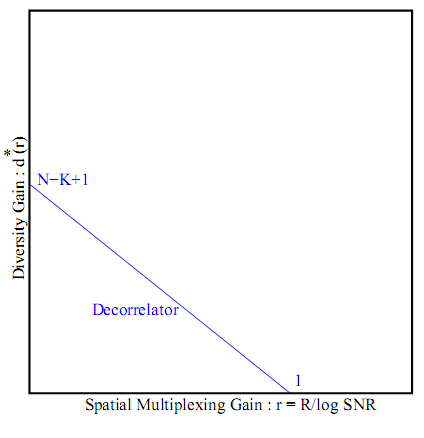 Diversity Gain : d*(r)
N−K+1
Decorrelator
1
Spatial Multiplexing Gain : r = R/log SNR